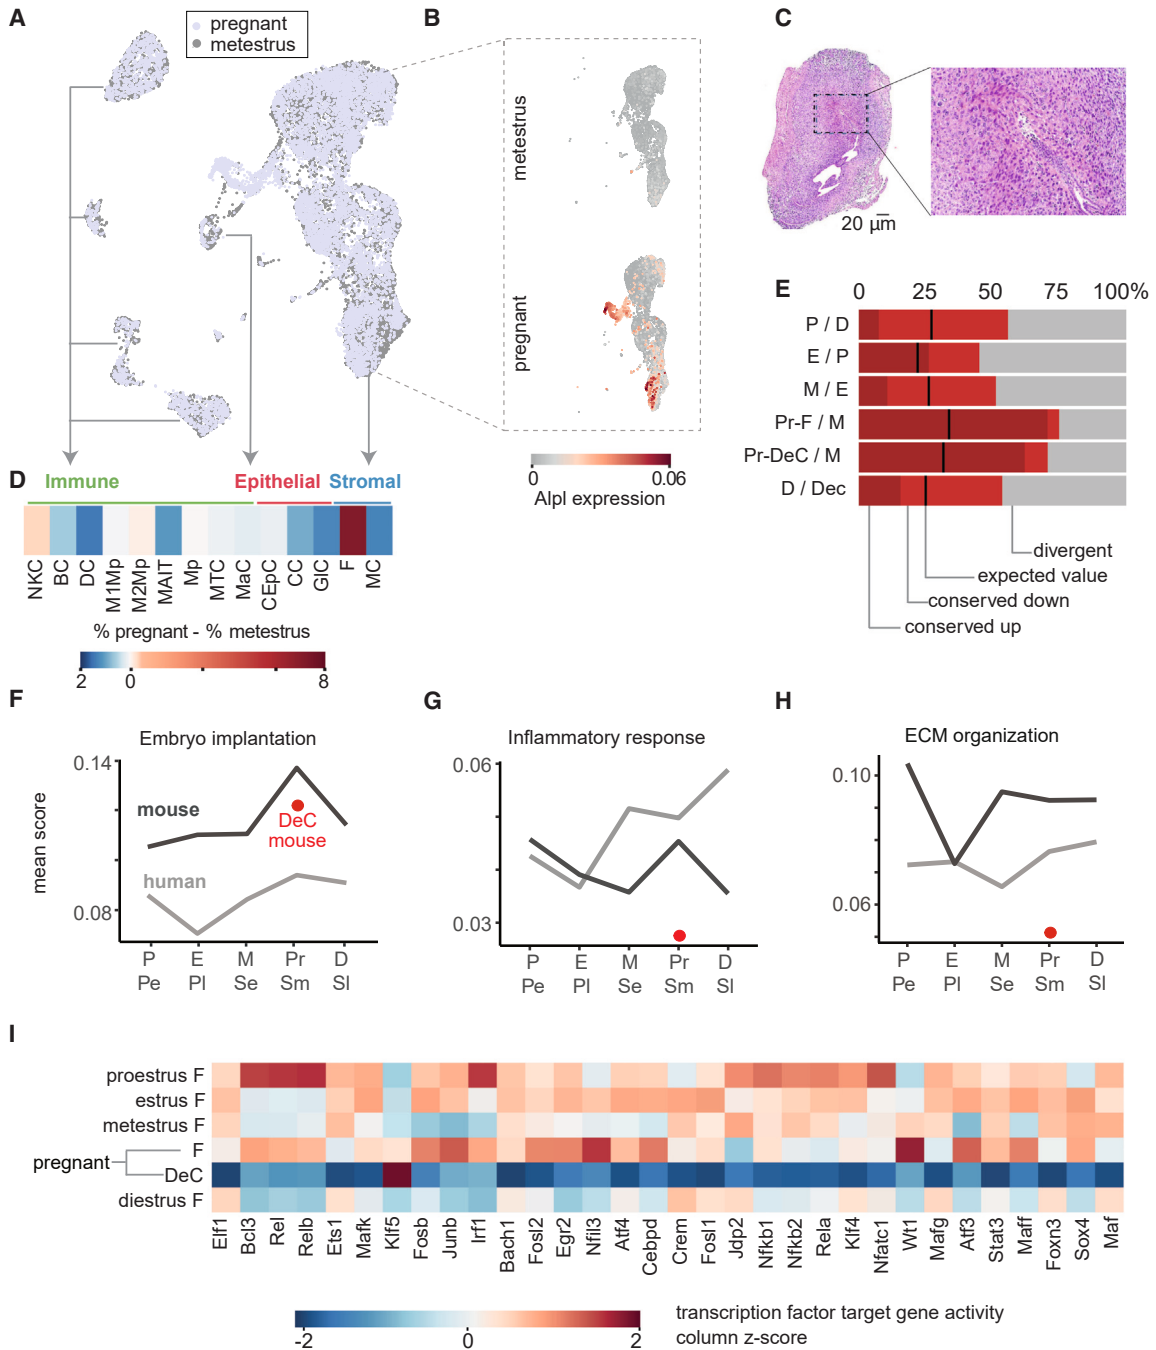 A
pregnant
metestrus
B
metestrus
pregnant
0
0.06
Alpl expression
C
20 µm
D
Immune
Epithelial
Stromal
NKC
BC
DC
M1Mp
M2Mp
MAIT
Mp
MTC
MaC
CEpC
CC
GIC
F
MC
% pregnant - % metestrus
2
0
8
E
0
25
50
75
100%
P / D
E / P
M / E
Pr-F / M
Pr-DeC / M
D / Dec
divergent
expected value
conserved down
conserved up
F
Embryo implantation
mean score
0.14
0.08
mouse
DeC
mouse
human
P E M Pr D
Pe Pl Se Sm Sl
G
Inflammatory response
0.06
0.03
P E M Pr D
Pe Pl Se Sm Sl
H
ECM organization
0.10
0.06
P E M Pr D
Pe Pl Se Sm Sl
I
proestrus F
estrus F
metestrus F
pregnant
F
DeC
diestrus F
Elf1
Bcl3
Rel
Relb
Ets1
Mafk
Klf5
Fosb
Junb
Irf1
Bach1
Fosl2
Egr2
Nfil3
Atf4
Cebpd
Crem
Fosl1
Jdp2
Nfkb1
Nfkb2
Rela
Klf4
Nfatc1
Wt1
Mafg
Atf3
Stat3
Maff
Foxn3
Sox4
Maf
-2
0
2
transcription factor target gene activity
column z-score